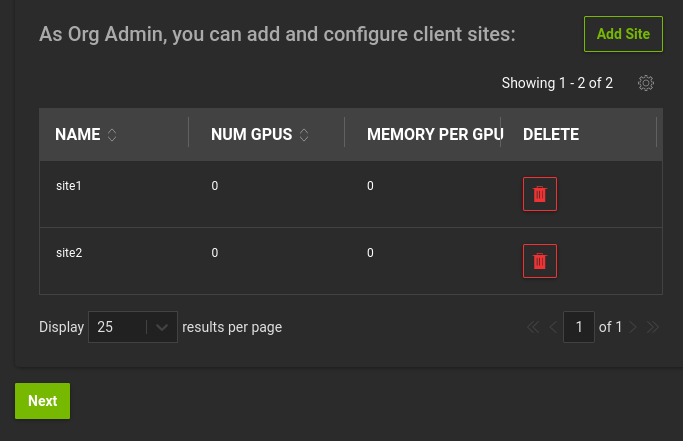 As Org Admin, you can add and configure client sites:
Add Site
Showing 1 - 2 of 2
NAME NUM GPUS MEMORY PER GPU DELETE
site1 0 0
site2 0 0
Display 25 results per page
1 of 1
Next